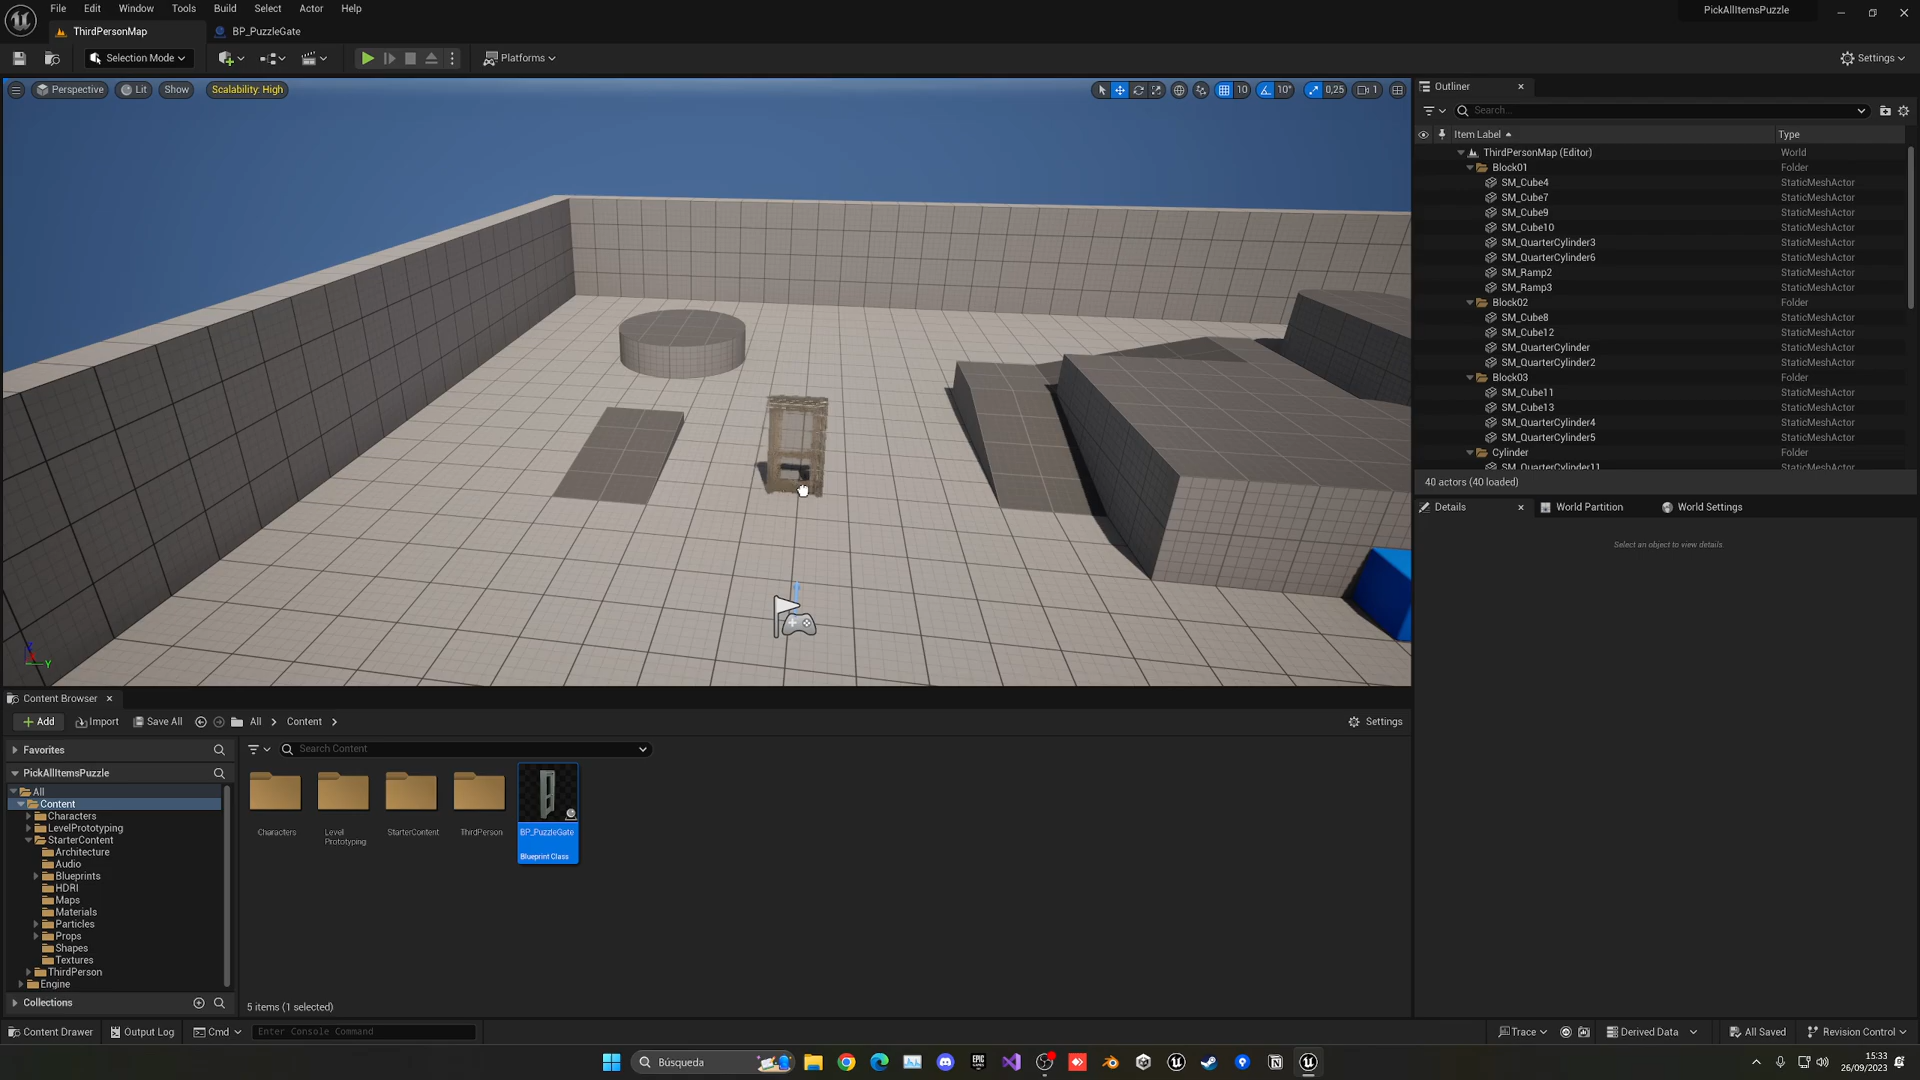 File Edit Window Tools Build Select Actor Help
PickAllItemsPuzzle
ThirdPersonMap
BP_PuzzleGate
Selection Mode
Platforms
Settings
Perspective
Lit
Show
Scalability: High
10
10°
0,25
1
Outliner
Search...
Item Label
Type
ThirdPersonMap (Editor) World
Block01 Folder
SM_Cube4 StaticMeshActor
SM_Cube7 StaticMeshActor
SM_Cube9 StaticMeshActor
SM_Cube10 StaticMeshActor
SM_QuarterCylinder3 StaticMeshActor
SM_QuarterCylinder6 StaticMeshActor
SM_Ramp2 StaticMeshActor
SM_Ramp3 StaticMeshActor
Block02 Folder
SM_Cube8 StaticMeshActor
SM_Cube12 StaticMeshActor
SM_QuarterCylinder StaticMeshActor
SM_QuarterCylinder2 StaticMeshActor
Block03 Folder
SM_Cube11 StaticMeshActor
SM_Cube13 StaticMeshActor
SM_QuarterCylinder4 StaticMeshActor
SM_QuarterCylinder5 StaticMeshActor
Cylinder Folder
SM_QuarterCylinder11 StaticMeshActor
40 actors (40 loaded)
Details
World Partition
World Settings
Select an object to view details
Z
Y
Content Browser
Add
Import
Save All
All
Content
Settings
Favorites
PickAllItemsPuzzle
All
Content
Characters
LevelPrototyping
StarterContent
Architecture
Audio
Blueprints
HDRI
Maps
Materials
Particles
Props
Shapes
Textures
ThirdPerson
Engine
Collections
Search Content
Characters
Level
Prototyping
StarterContent
ThirdPerson
BP_PuzzleGate
Blueprint Class
5 items (1 selected)
Content Drawer
Output Log
Cmd
Enter Console Command
Trace
Derived Data
All Saved
Revision Control
Búsqueda
15:33
26/09/2023